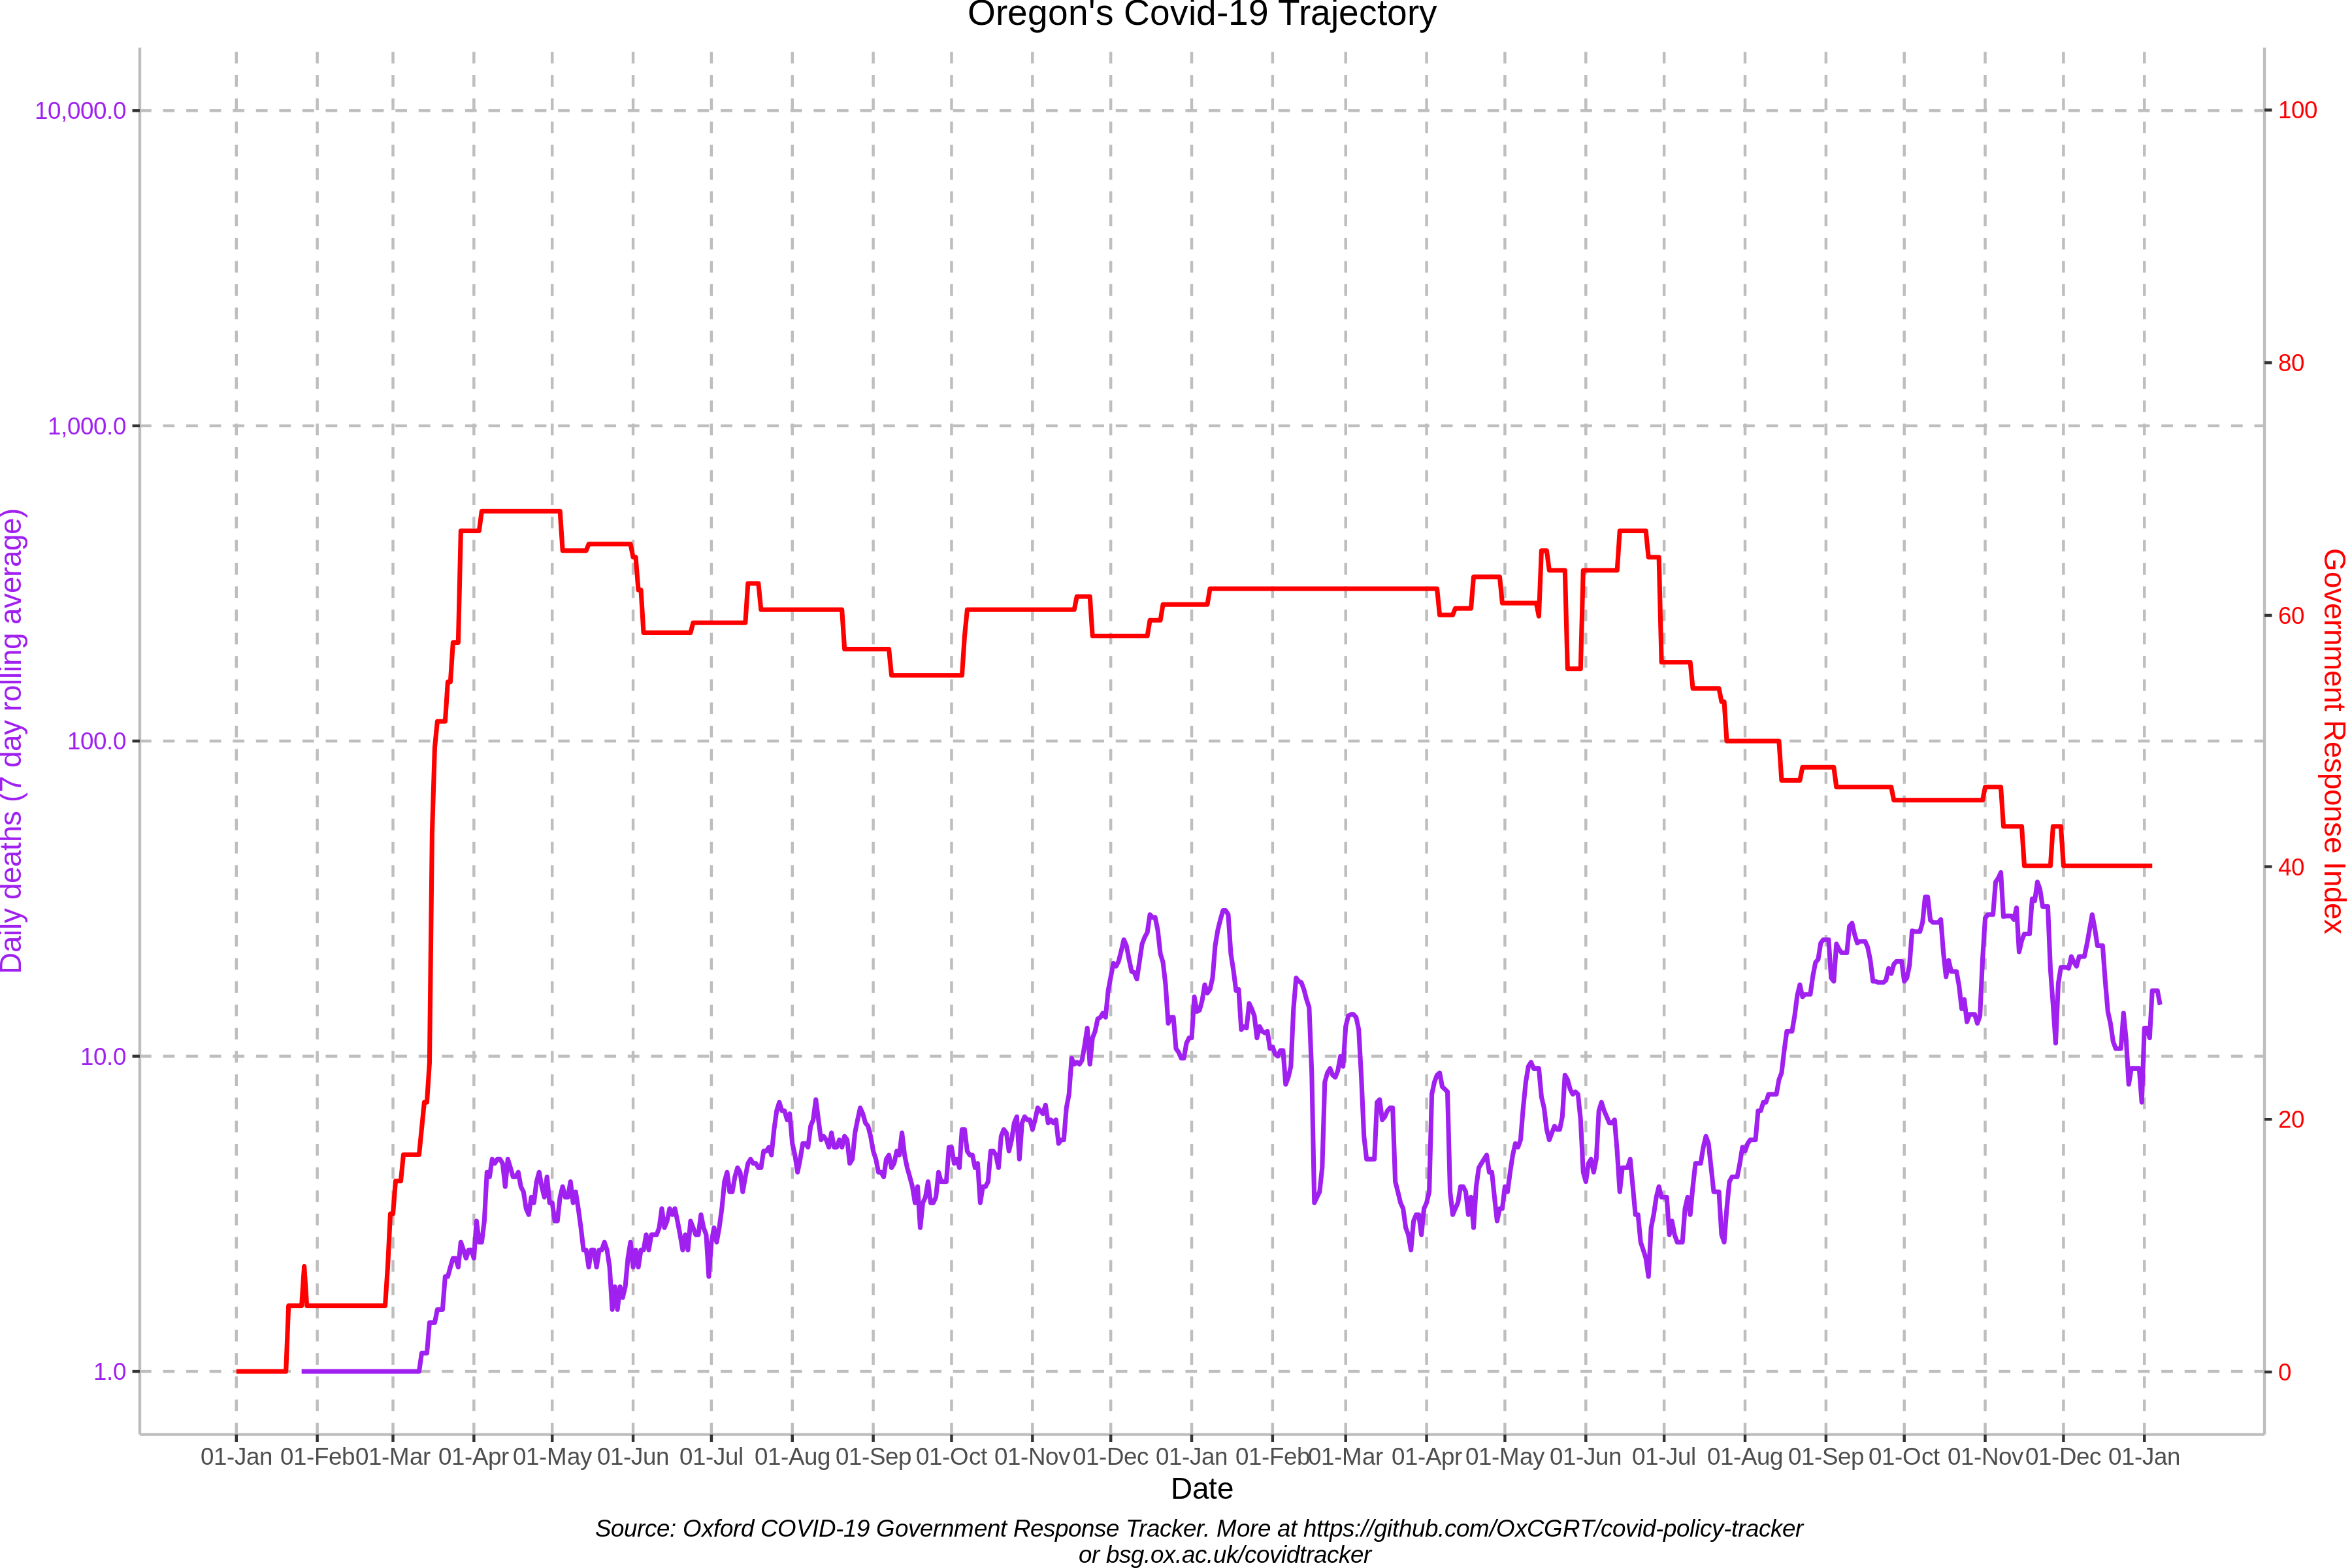 Oregon's Covid-19 Trajectory
10,000.0
1,000.0
100.0
10.0
1.0
Daily deaths (7 day rolling average)
100
80
60
40
20
0
Government Response Index
01-Jan 01-Feb 01-Mar 01-Apr 01-May 01-Jun 01-Jul 01-Aug 01-Sep 01-Oct 01-Nov 01-Dec 01-Jan 01-Feb 01-Mar 01-Apr 01-May 01-Jun 01-Jul 01-Aug 01-Sep 01-Oct 01-Nov 01-Dec 01-Jan
Date
Source: Oxford COVID-19 Government Response Tracker. More at https://github.com/OxCGRT/covid-policy-tracker
or bsg.ox.ac.uk/covidtracker